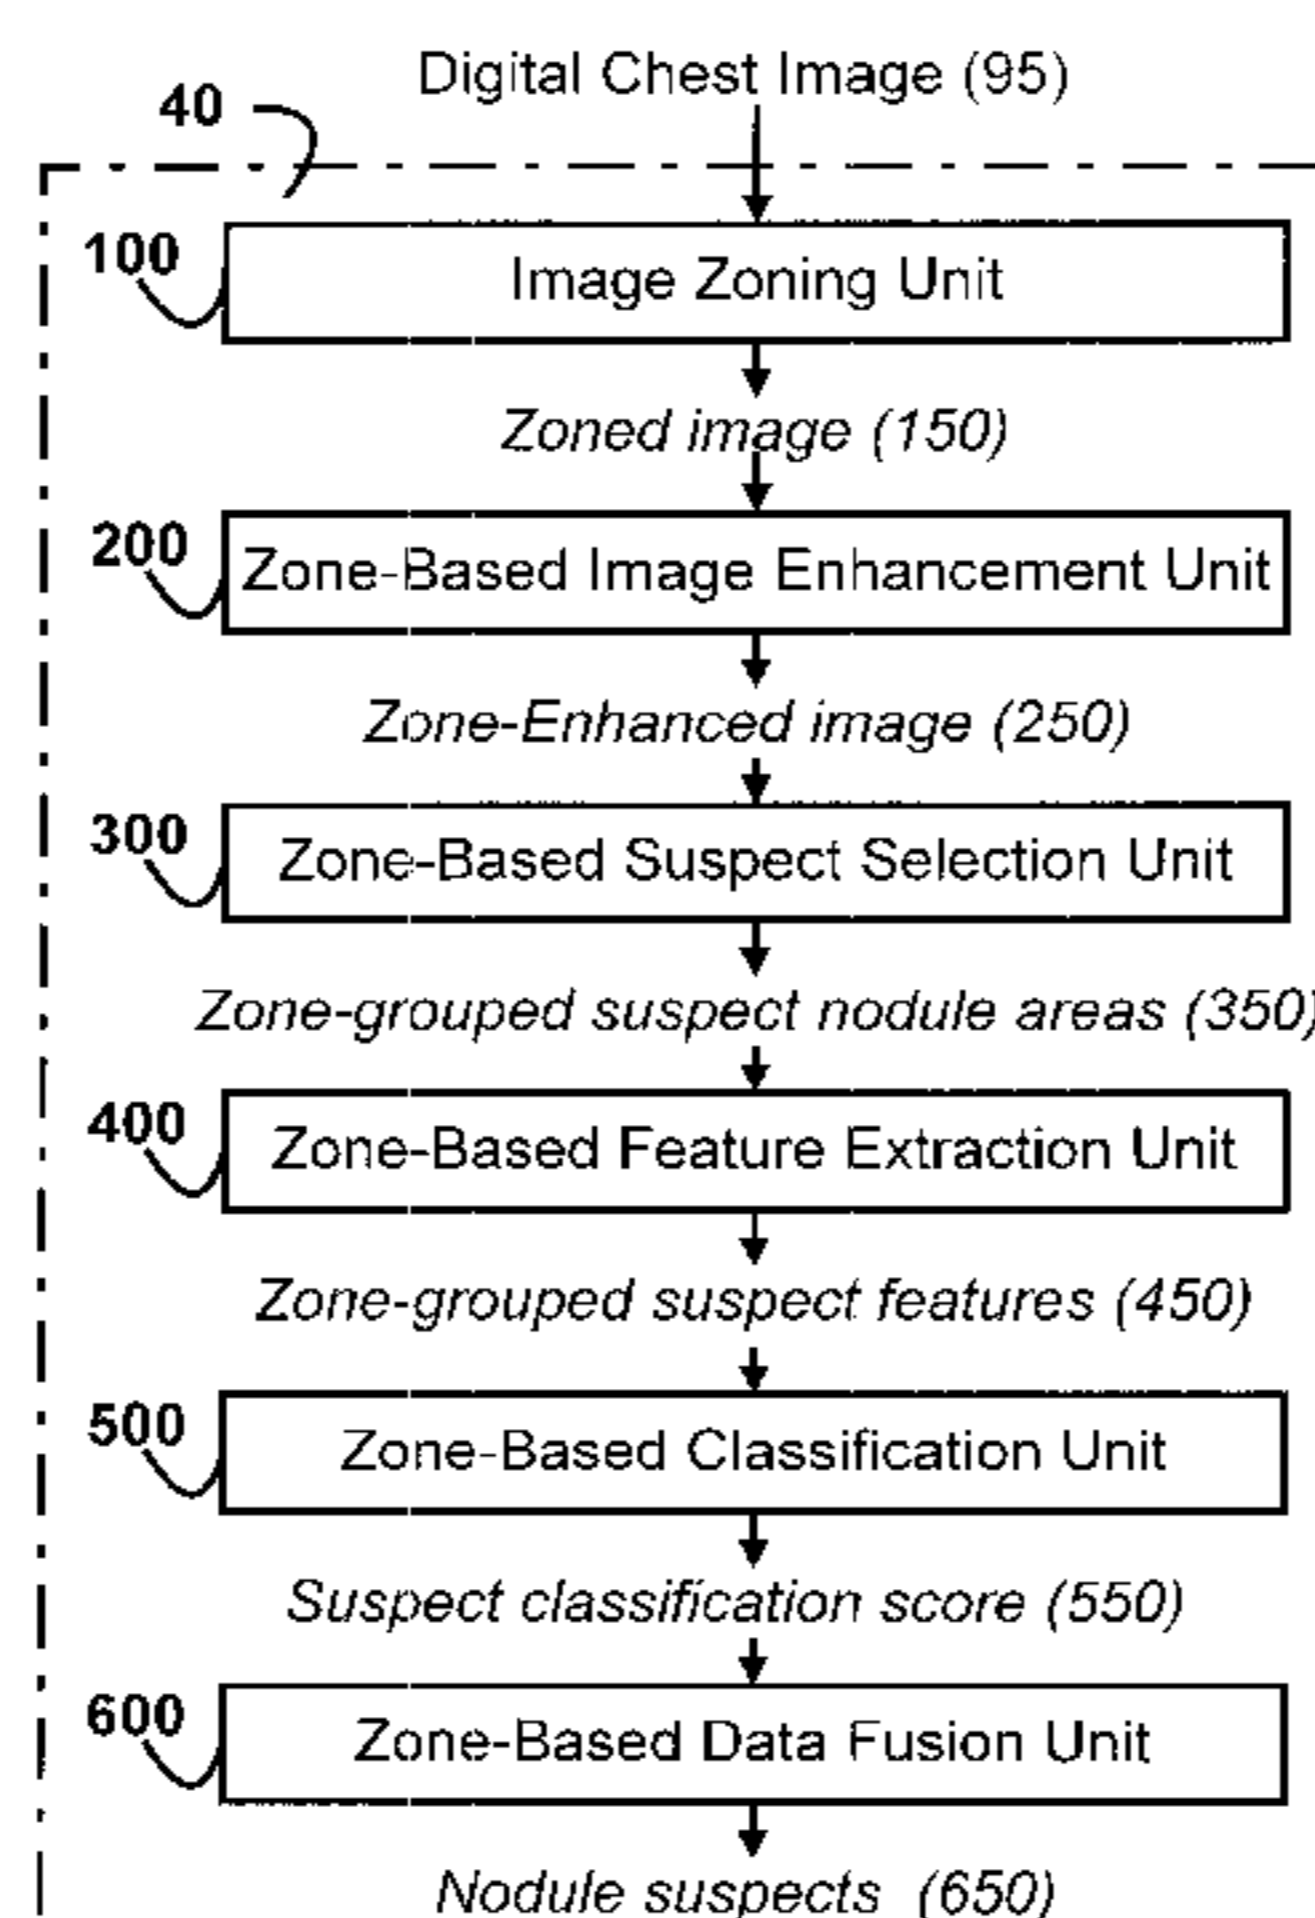 Digital Chest Image (95)
40
100
Image Zoning Unit
Zoned image (150)
200
Zone-Based Image Enhancement Unit
Zone-Enhanced image (250)
300
Zone-Based Suspect Selection Unit
Zone-grouped suspect nodule areas (350)
400
Zone-Based Feature Extraction Unit
Zone-grouped suspect features (450)
500
Zone-Based Classification Unit
Suspect classification score (550)
600
Zone-Based Data Fusion Unit
Nodule suspects (650)